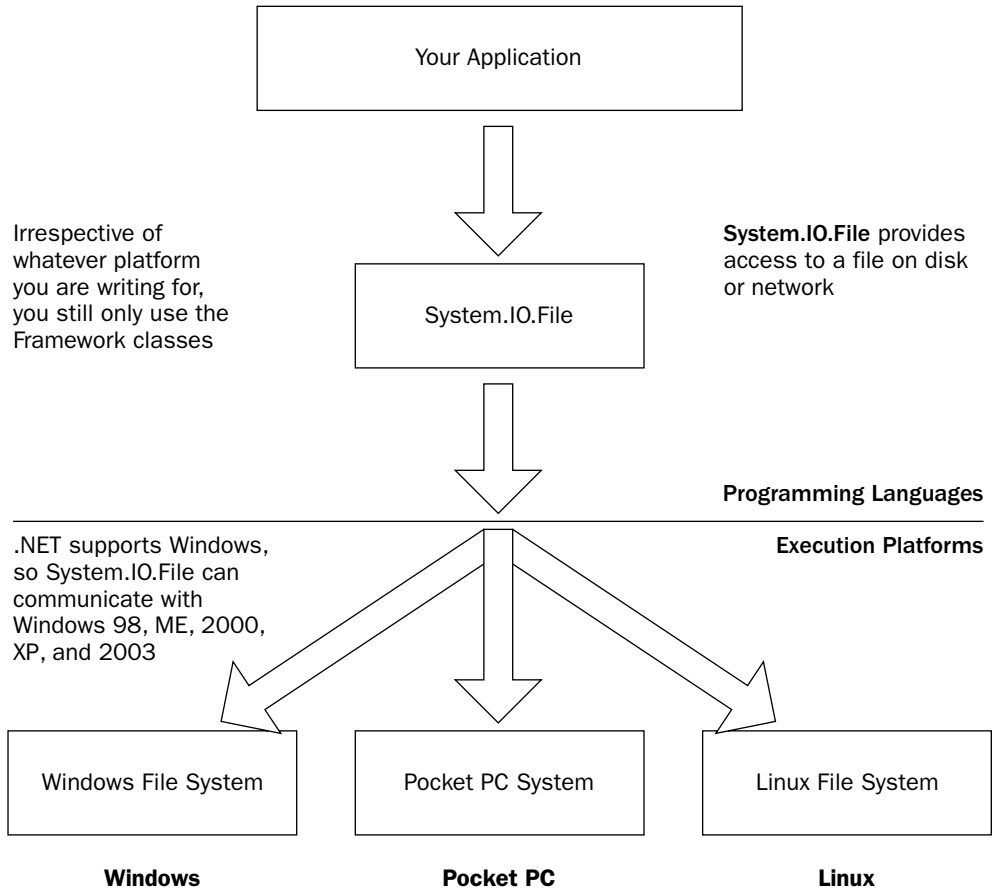 Your Application
Irrespective of
whatever platform
you are writing for,
you still only use the
Framework classes
System.IO.File
System.IO.File provides
access to a file on disk
or network
Programming Languages
Execution Platforms
.NET supports Windows,
so System.IO.File can
communicate with
Windows 98, ME, 2000,
XP, and 2003
Windows File System
Pocket PC System
Linux File System
Windows
Pocket PC
Linux